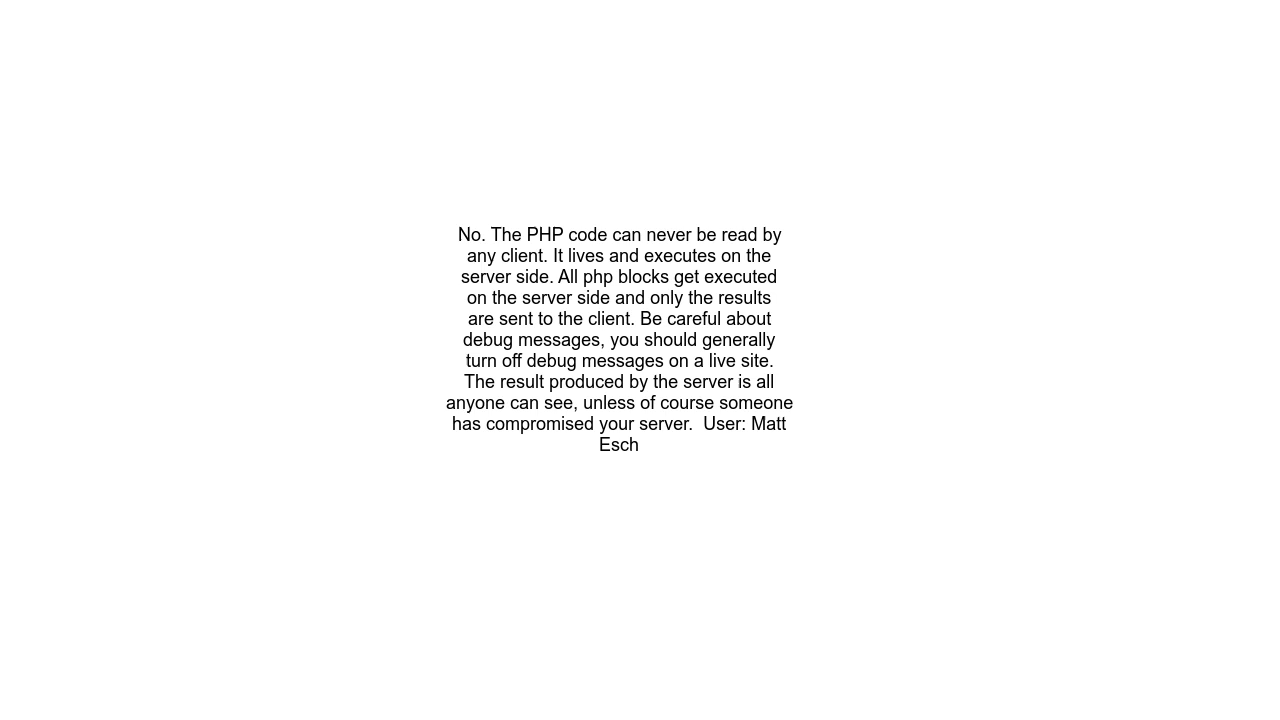 No. The PHP code can never be read by
any client. It lives and executes on the
server side. All php blocks get executed
on the server side and only the results
are sent to the client. Be careful about
debug messages, you should generally
turn off debug messages on a live site.
The result produced by the server is all
anyone can see, unless of course someone
has compromised your server.  User: Matt
Esch